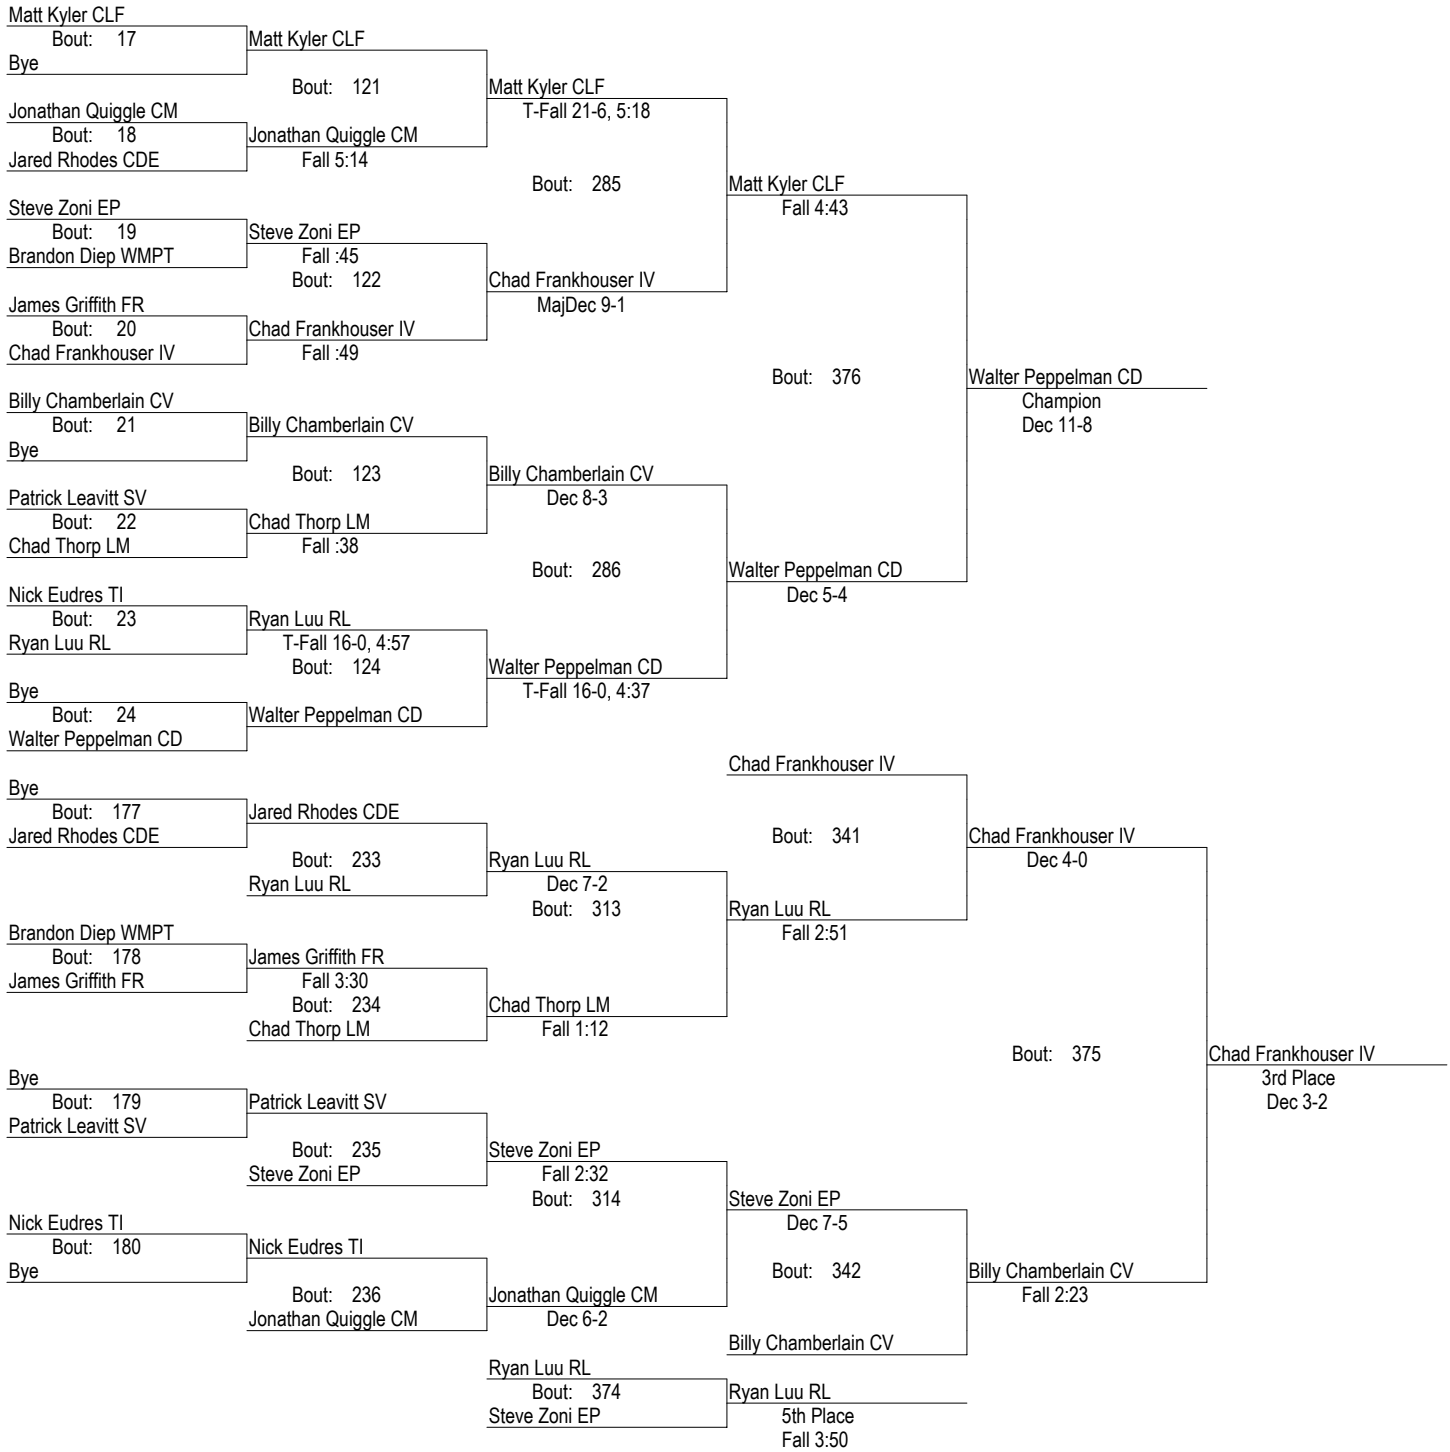 Matt Kyler CLF
Bout: 17
Bye
Matt Kyler CLF
Bout: 121
Jonathan Quiggle CM
Bout: 18
Jared Rhodes CDE
Jonathan Quiggle CM
Fall 5:14
Matt Kyler CLF
T-Fall 21-6, 5:18
Bout: 285
Steve Zoni EP
Bout: 19
Brandon Diep WMPT
Steve Zoni EP
Fall :45
Bout: 122
James Griffith FR
Bout: 20
Chad Frankhouser IV
Chad Frankhouser IV
Fall :49
Chad Frankhouser IV
MajDec 9-1
Matt Kyler CLF
Fall 4:43
Bout: 376
Billy Chamberlain CV
Bout: 21
Bye
Billy Chamberlain CV
Bout: 123
Patrick Leavitt SV
Bout: 22
Chad Thorp LM
Chad Thorp LM
Fall :38
Billy Chamberlain CV
Dec 8-3
Bout: 286
Nick Eudres TI
Bout: 23
Ryan Luu RL
Ryan Luu RL
T-Fall 16-0, 4:57
Bout: 124
Bye
Bout: 24
Walter Peppelman CD
Walter Peppelman CD
Walter Peppelman CD
T-Fall 16-0, 4:37
Walter Peppelman CD
Dec 5-4
Walter Peppelman CD
Champion
Dec 11-8
Bye
Bout: 177
Jared Rhodes CDE
Jared Rhodes CDE
Bout: 233
Ryan Luu RL
Ryan Luu RL
Dec 7-2
Bout: 313
Brandon Diep WMPT
Bout: 178
James Griffith FR
James Griffith FR
Fall 3:30
Bout: 234
Chad Thorp LM
Chad Thorp LM
Fall 1:12
Chad Frankhouser IV
Bout: 341
Ryan Luu RL
Fall 2:51
Chad Frankhouser IV
Dec 4-0
Bout: 375
Bye
Bout: 179
Patrick Leavitt SV
Patrick Leavitt SV
Bout: 235
Steve Zoni EP
Steve Zoni EP
Fall 2:32
Bout: 314
Nick Eudres TI
Bout: 180
Bye
Nick Eudres TI
Bout: 236
Jonathan Quiggle CM
Jonathan Quiggle CM
Dec 6-2
Steve Zoni EP
Dec 7-5
Bout: 342
Billy Chamberlain CV
Billy Chamberlain CV
Fall 2:23
Chad Frankhouser IV
3rd Place
Dec 3-2
Ryan Luu RL
Bout: 374
Steve Zoni EP
Ryan Luu RL
5th Place
Fall 3:50